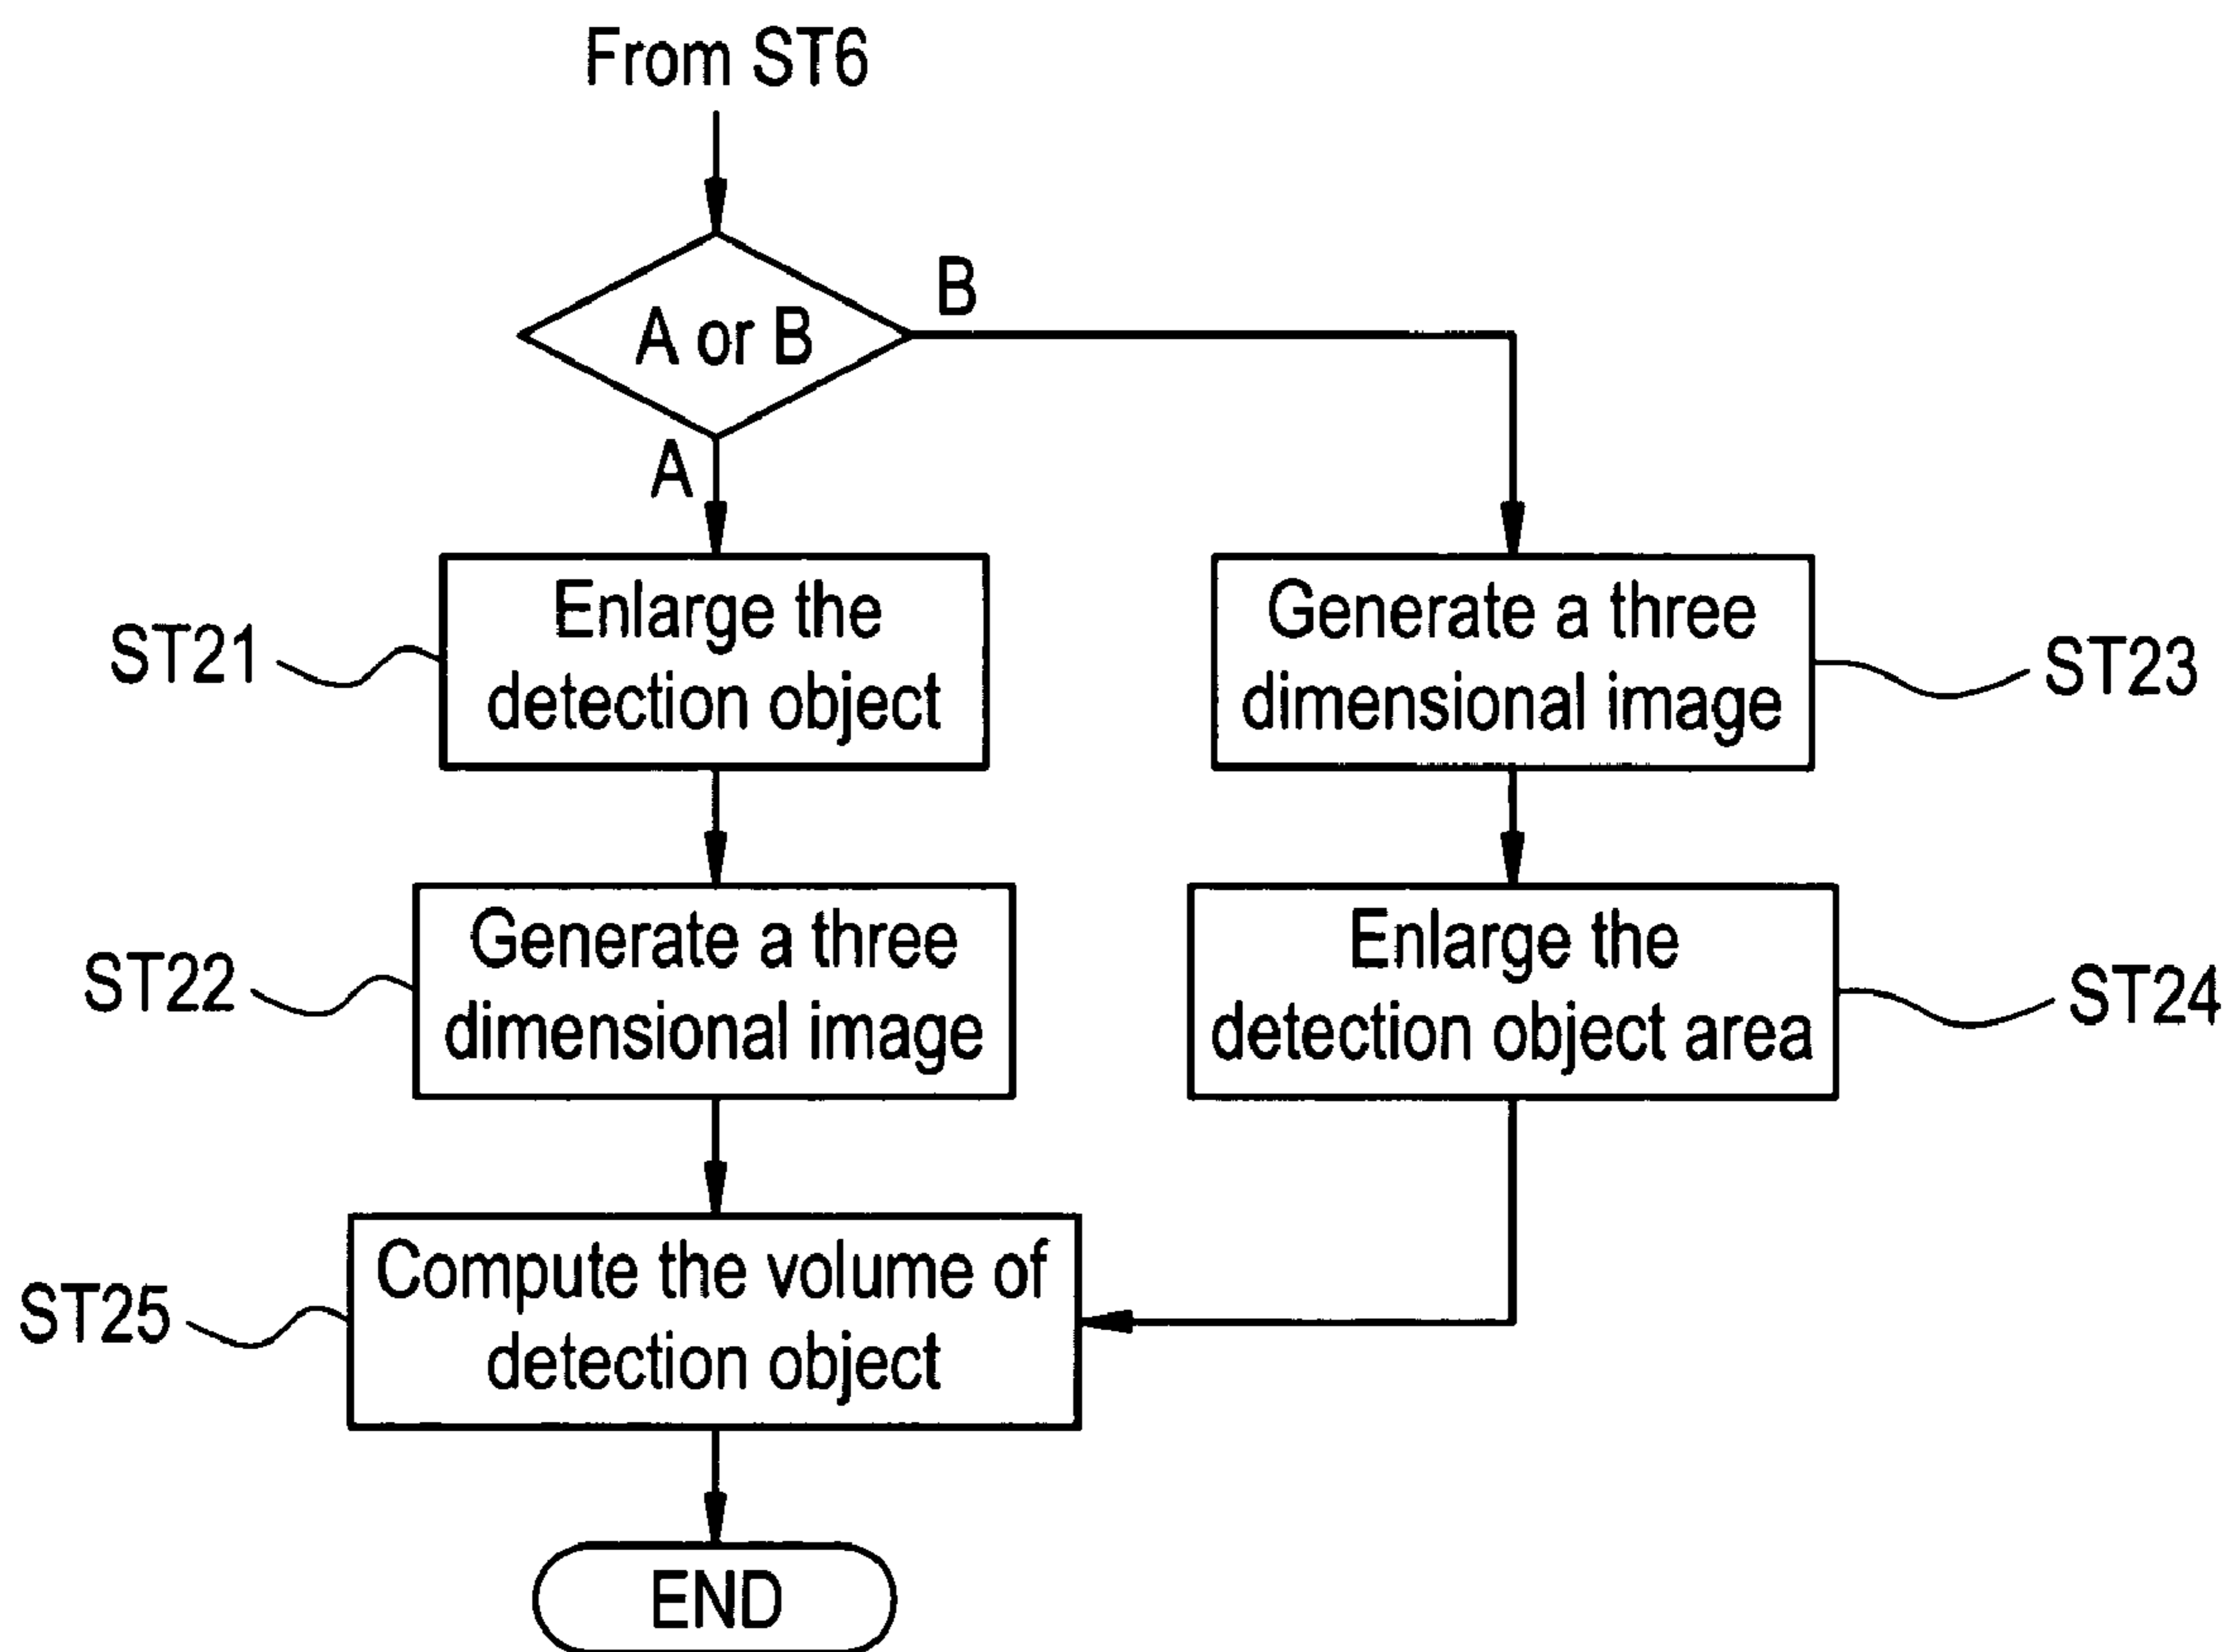 From ST6
A or B
B
A
Enlarge the
detection object
ST21
Generate a three
dimensional image
ST23
Generate a three
dimensional image
ST22
Enlarge the
detection object area
ST24
Compute the volume of
detection object
ST25
END